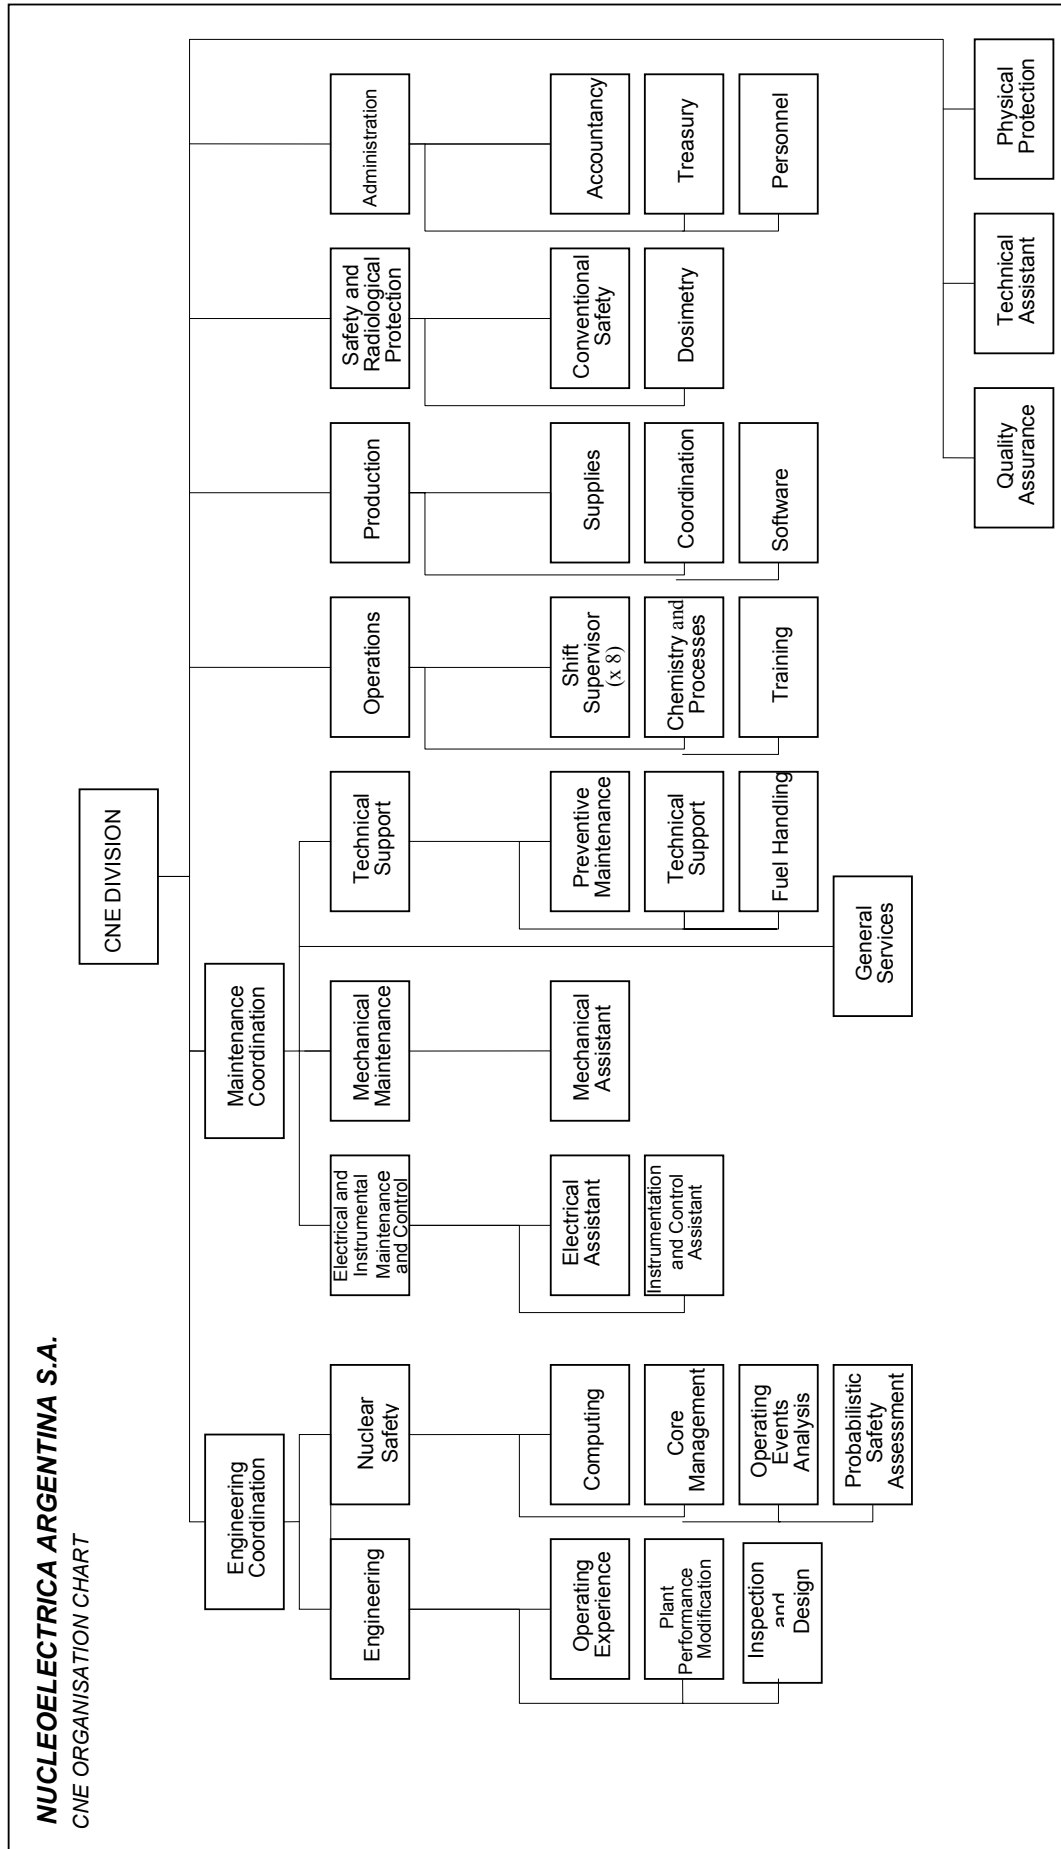 NUCLEOELECTRICA ARGENTINA S.A.
CNE ORGANISATION CHART
CNE DIVISION
Engineering
Coordination
Maintenance
Coordination
Engineering
Nuclear
Safety
Electrical and
Instrumental
Maintenance
and Control
Mechanical
Maintenance
Technical
Support
Operations
Production
Safety and
Radiological
Protection
Administration
Operating
Experience
Computing
Electrical
Assistant
Mechanical
Assistant
Preventive
Maintenance
Shift
Supervisor
(x 8)
Supplies
Conventional
Safety
Accountancy
Plant
Performance
Modification
Core
Management
Instrumentation
and Control
Assistant
Technical
Support
Chemistry and
Processes
Coordination
Dosimetry
Treasury
Inspection
and
Design
Operating
Events
Analysis
Fuel Handling
Training
Software
Personnel
Probabilistic
Safety
Assessment
General
Services
Quality
Assurance
Technical
Assistant
Physical
Protection